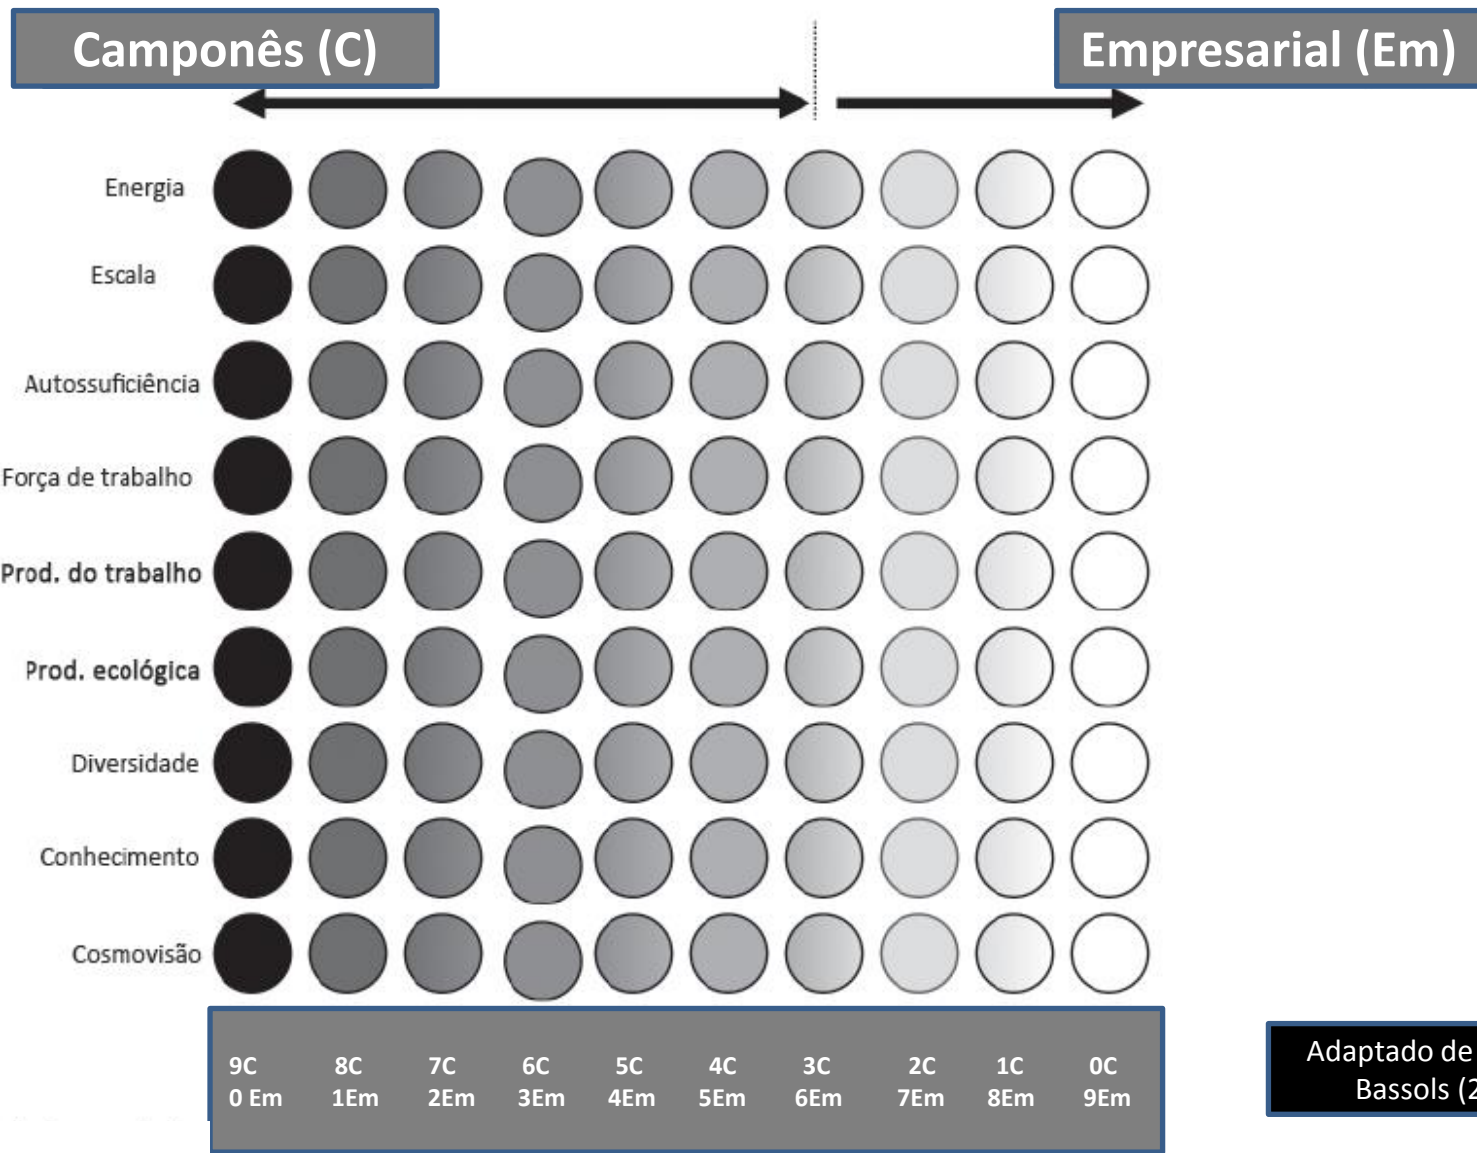 Camponês (C)
Empresarial (Em)
Energia
Escala
Autossuficiência
Força de trabalho
Prod. do trabalho
Prod. ecológica
Diversidade
Conhecimento
Cosmovisão
9C 8C 7C 6C 5C 4C 3C 2C 1C 0C
0 Em 1Em 2Em 3Em 4Em 5Em 6Em 7Em 8Em 9Em
Adaptado de
Bassols (2